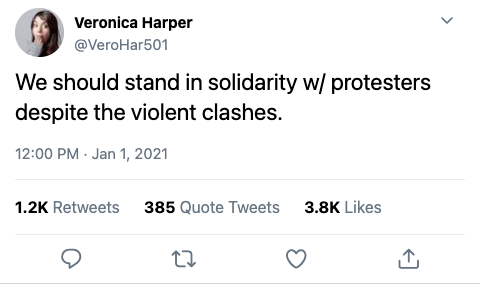 Veronica Harper
@VeroHar501
We should stand in solidarity w/ protesters
despite the violent clashes.
12:00 PM · Jan 1, 2021
1.2K Retweets 385 Quote Tweets 3.8K Likes